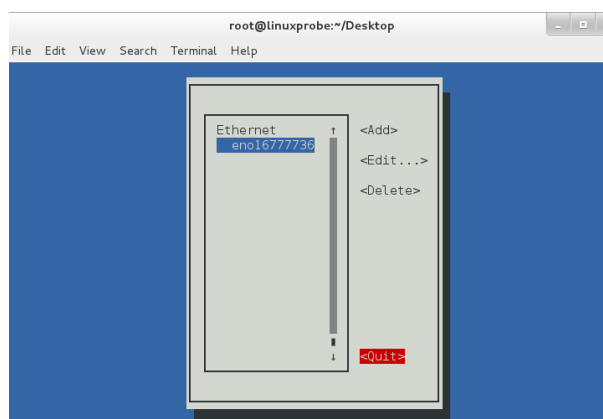 root@linuxprobe:~/Desktop
File Edit View Search Terminal Help
Ethernet ↑ <Add>
eno16777736
<Edit...>
<Delete>
↓ <Quit>